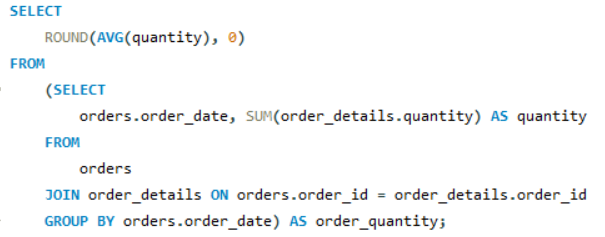 SELECT
ROUND(AVG(quantity), 0)
FROM
(SELECT
orders.order_date, SUM(order_details.quantity) AS quantity
FROM
orders
JOIN order_details ON orders.order_id = order_details.order_id
GROUP BY orders.order_date) AS order_quantity;